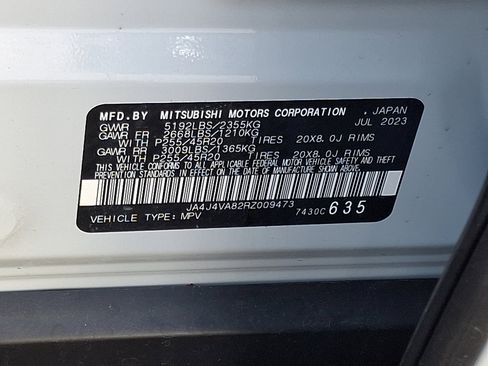 MFD.BY MITSUBISHI MOTORS CORPORATION , JAPAN
GVWR 5192LBS/2355KG JUL 2023
GAWR FR 2668LBS/1210KG
WITH P255/45R20 TIRES 20X8.0J RIMS
GAWR RR 3009LBS/1365KG
WITH P255/45R20 TIRES 20X8.0J RIMS
THIS VEHICLE CONFORMS TO ALL APPLICABLE FEDERAL MOTOR VEHICLE SAFETY, BUMPER, AND THEFT
PREVENTION STANDARDS IN EFFECT ON THE DATE OF MANUFACTURE SHOWN ABOVE.
JA4J4VA82RZ009473
VEHICLE TYPE: MPV 7430C 635